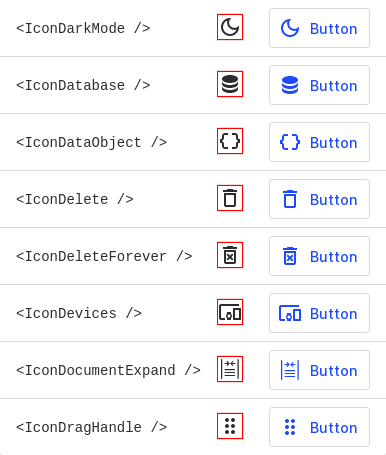 <IconDarkMode /> Button
<IconDatabase /> Button
<IconDataObject /> Button
<IconDelete /> Button
<IconDeleteForever /> Button
<IconDevices /> Button
<IconDocumentExpand /> Button
<IconDragHandle /> Button